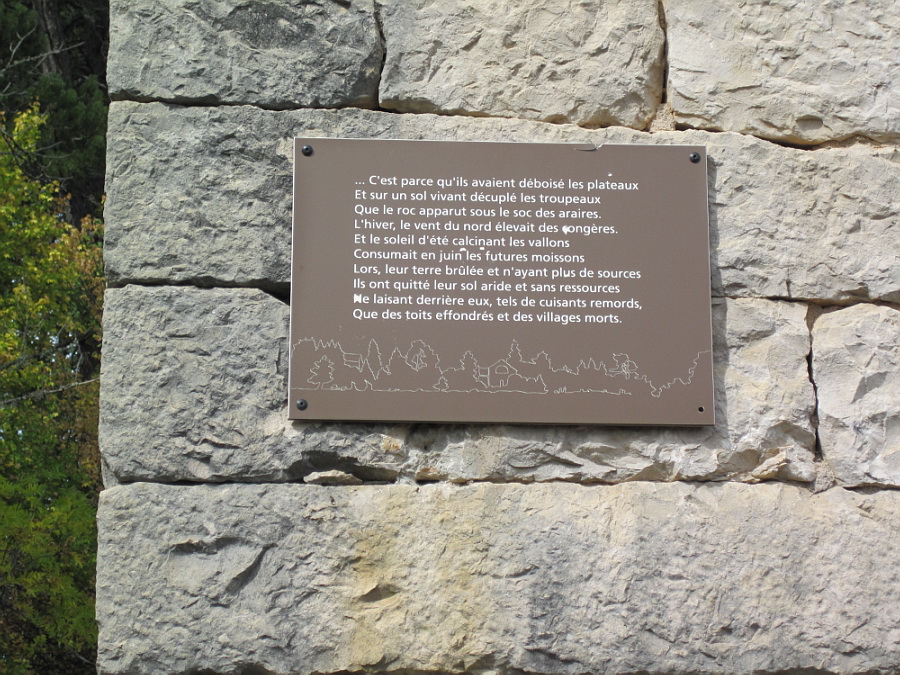 ... C'est parce qu'ils avaient déboisé les plateaux
Et sur un sol vivant décuplé les troupeaux
Que le roc apparut sous le soc des araires.
L'hiver, le vent du nord élevait des congères.
Et le soleil d'été calcinant les vallons
Consumait en juin les futures moissons
Lors, leur terre brûlée et n'ayant plus de sources
Ils ont quitté leur sol aride et sans ressources
Ne laisant derrière eux, tels de cuisants remords,
Que des toits effondrés et des villages morts.